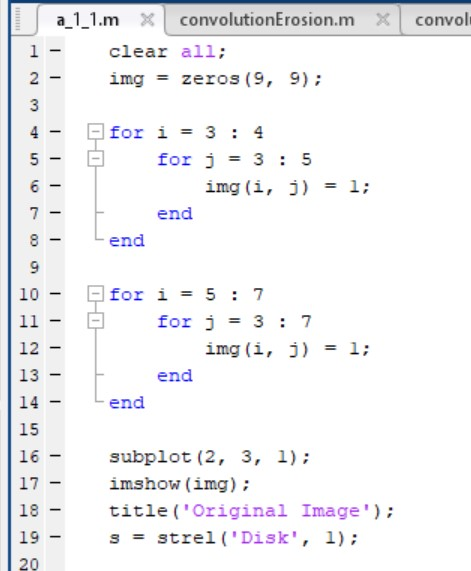 a_1_1.m × convolutionErosion.m × convol
1 - clear all;
2 - img = zeros(9, 9);
3
4 - for i = 3 : 4
5 - for j = 3 : 5
6 - img(i, j) = 1;
7 - end
8 - end
9
10 - for i = 5 : 7
11 - for j = 3 : 7
12 - img(i, j) = 1;
13 - end
14 - end
15
16 - subplot(2, 3, 1);
17 - imshow(img);
18 - title('Original Image');
19 - s = strel('Disk', 1);
20